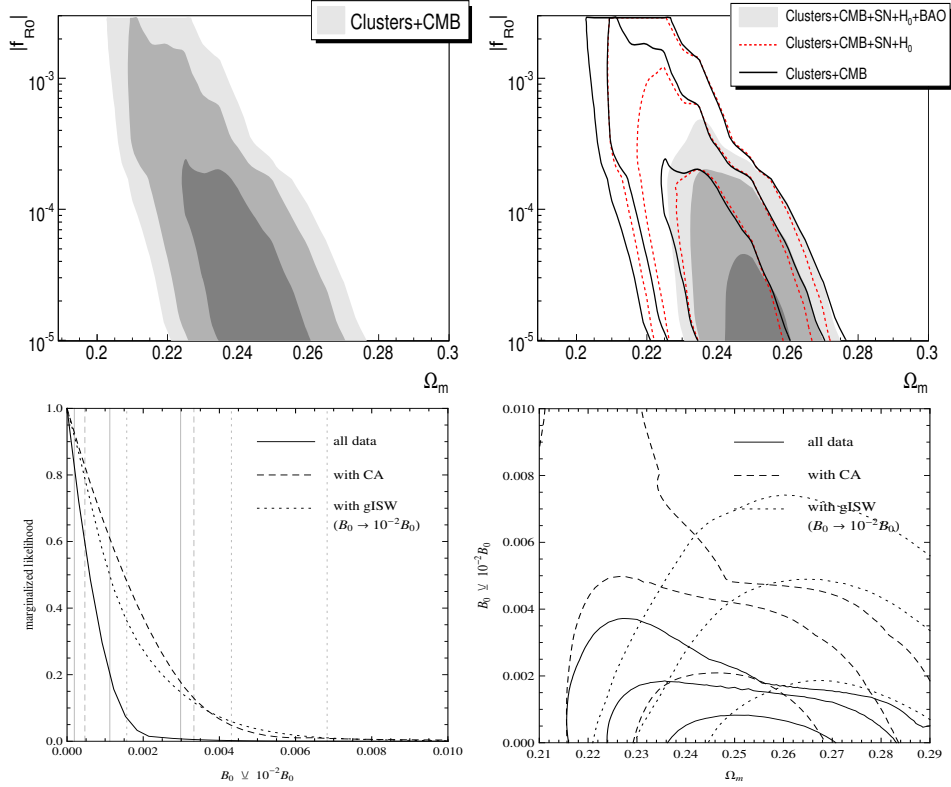 |f_R0|
Clusters+CMB
10^-3
10^-4
10^-5
0.2 0.22 0.24 0.26 0.28 0.3
Ω_m
|f_R0|
Clusters+CMB+SN+H_0+BAO
Clusters+CMB+SN+H_0
Clusters+CMB
10^-3
10^-4
10^-5
0.2 0.22 0.24 0.26 0.28 0.3
Ω_m
marginalized likelihood
1.0
0.8
0.6
0.4
0.2
0.0
all data
with CA
with gISW
(B_0 → 10^-2 B_0)
0.000 0.002 0.004 0.006 0.008 0.010
B_0 ⊻ 10^-2 B_0
B_0 ⊻ 10^-2 B_0
0.010
0.008
0.006
0.004
0.002
0.000
all data
with CA
with gISW
(B_0 → 10^-2 B_0)
0.21 0.22 0.23 0.24 0.25 0.26 0.27 0.28 0.29
Ω_m